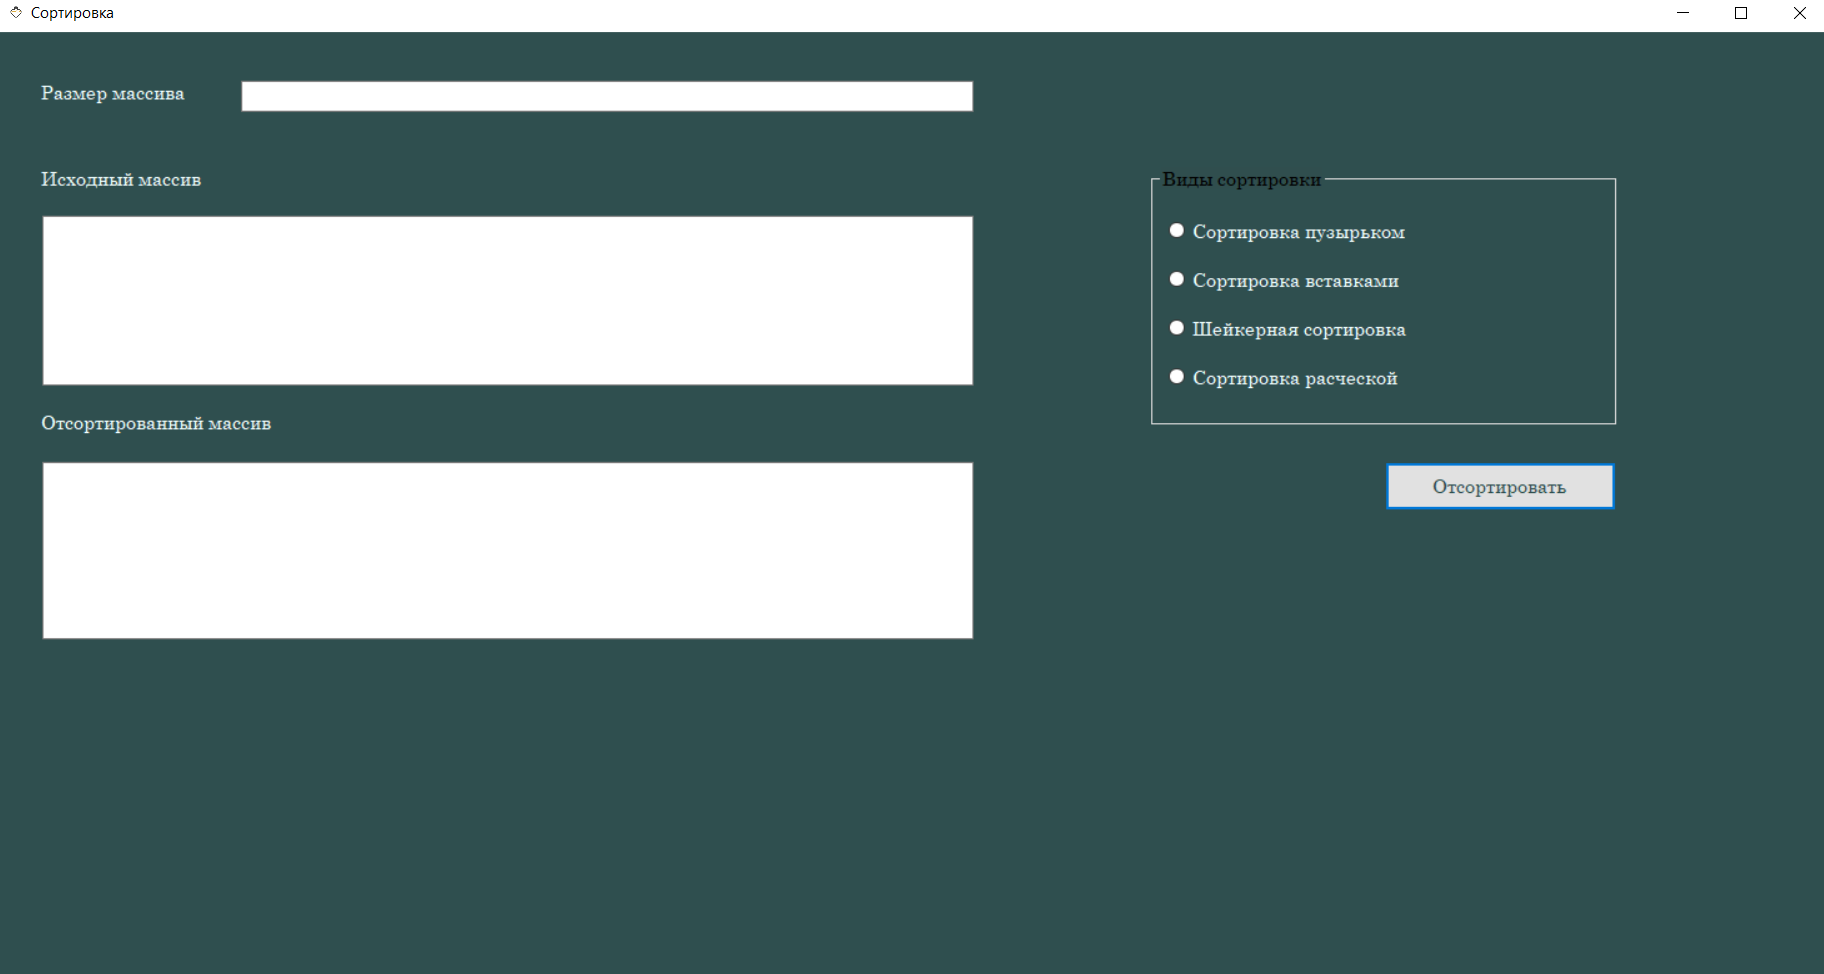 Сортировка
Размер массива
Исходный массив
Отсортированный массив
Виды сортировки
Сортировка пузырьком
Сортировка вставками
Шейкерная сортировка
Сортировка расческой
Отсортировать